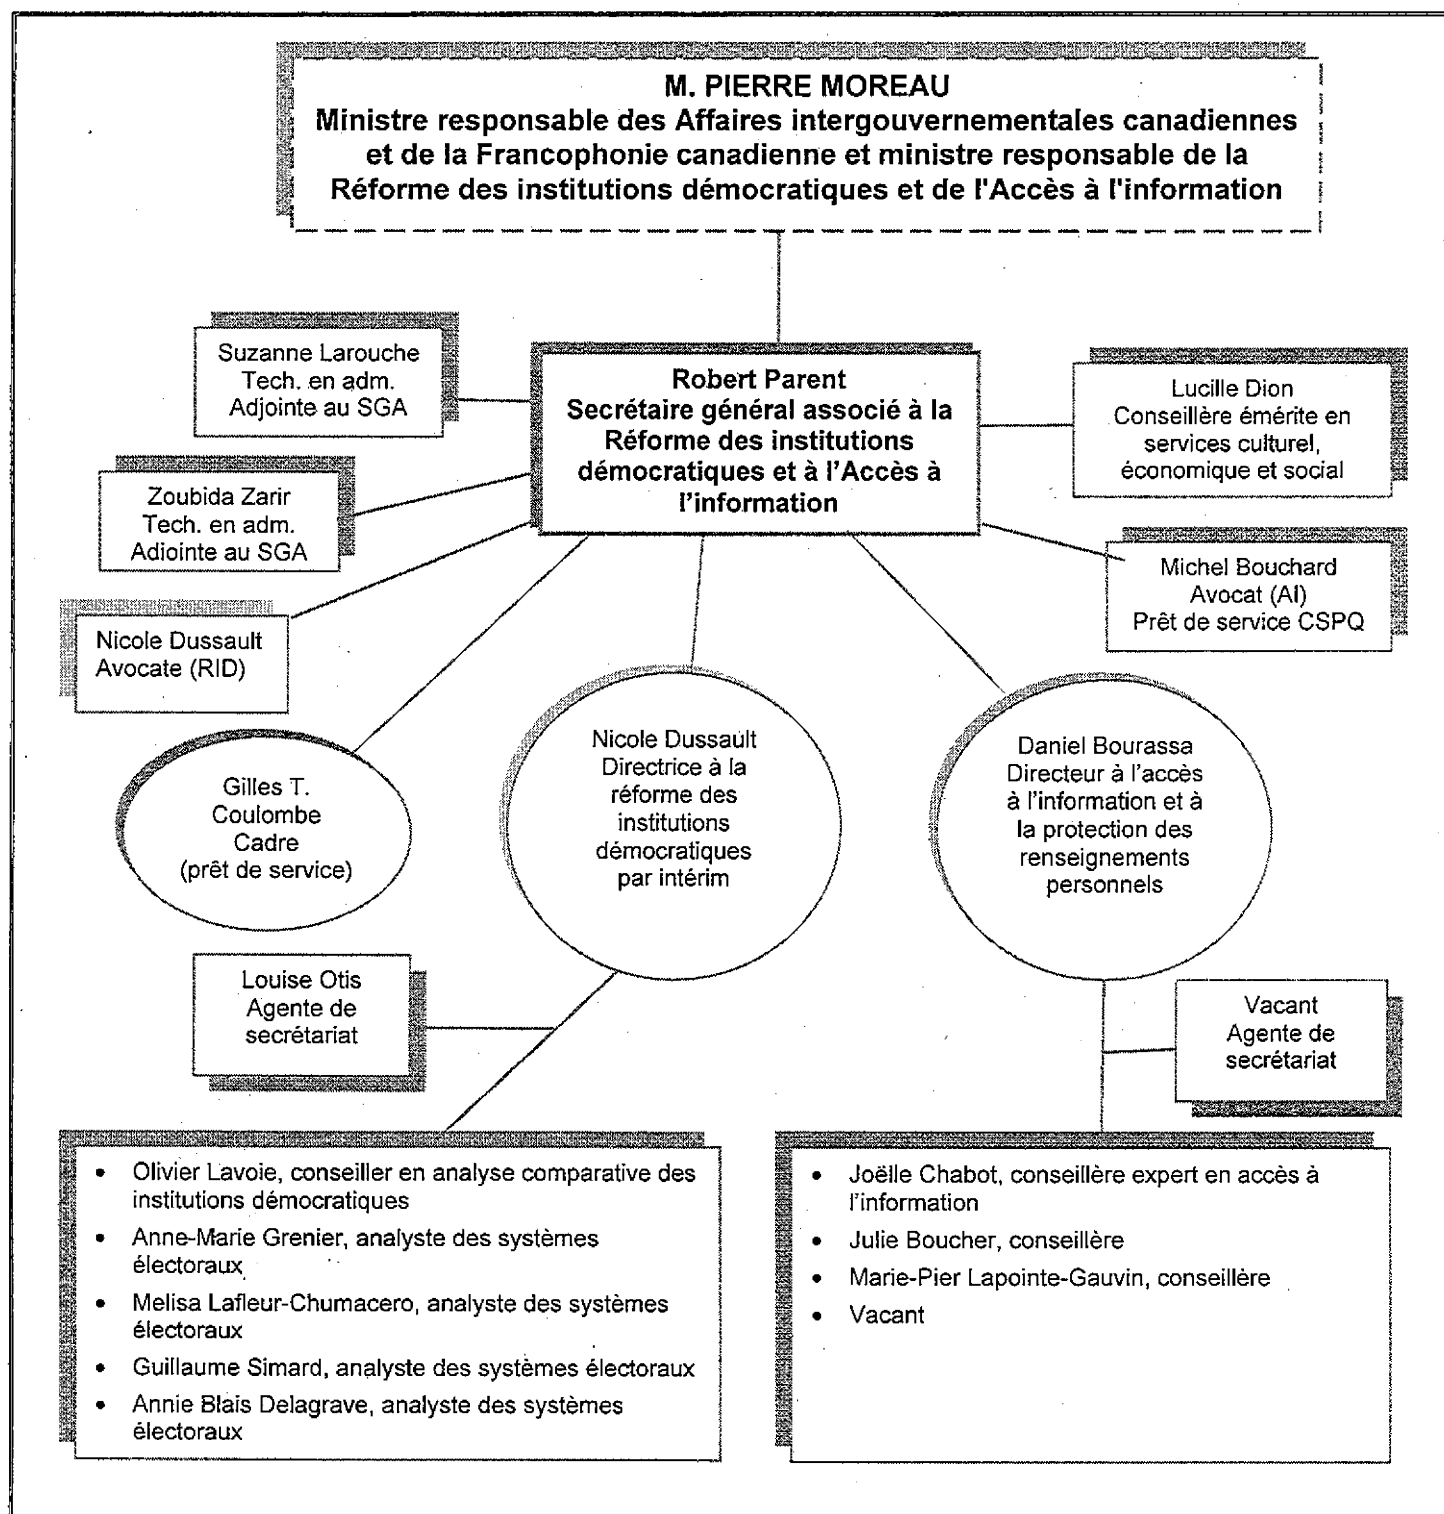 M. PIERRE MOREAU
Ministre responsable des Affaires intergouvernementales canadiennes
et de la Francophonie canadienne et ministre responsable de la
Réforme des institutions démocratiques et de l'Accès à l'information
Suzanne Larouche
Tech. en adm.
Adjointe au SGA
Robert Parent
Secrétaire général associé à la
Réforme des institutions
démocratiques et à l'Accès à
l'information
Lucille Dion
Conseillère émérite en
services culturel,
économique et social
Zoubida Zarir
Tech. en adm.
Adiointe au SGA
Michel Bouchard
Avocat (AI)
Prêt de service CSPQ
Nicole Dussault
Avocate (RID)
Gilles T.
Coulombe
Cadre
(prêt de service)
Nicole Dussault
Directrice à la
réforme des
institutions
démocratiques
par intérim
Daniel Bourassa
Directeur à l'accès
à l'information et à
la protection des
renseignements
personnels
Louise Otis
Agente de
secrétariat
Vacant
Agente de
secrétariat
• Olivier Lavoie, conseiller en analyse comparative des
institutions démocratiques
• Anne-Marie Grenier, analyste des systèmes
électoraux
• Melisa Lafleur-Chumacero, analyste des systèmes
électoraux
• Guillaume Simard, analyste des systèmes électoraux
• Annie Blais Delagrave, analyste des systèmes
électoraux
• Joëlle Chabot, conseillère expert en accès à
l'information
• Julie Boucher, conseillère
• Marie-Pier Lapointe-Gauvin, conseillère
• Vacant